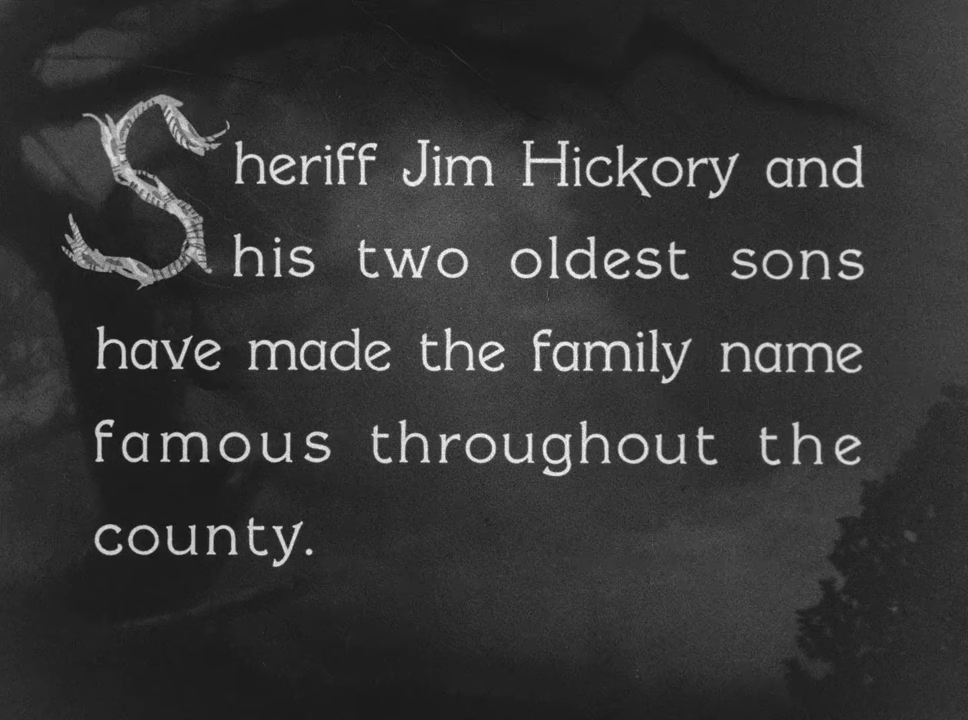 Sheriff Jim Hickory and
his two oldest sons
have made the family name
famous throughout the
county.